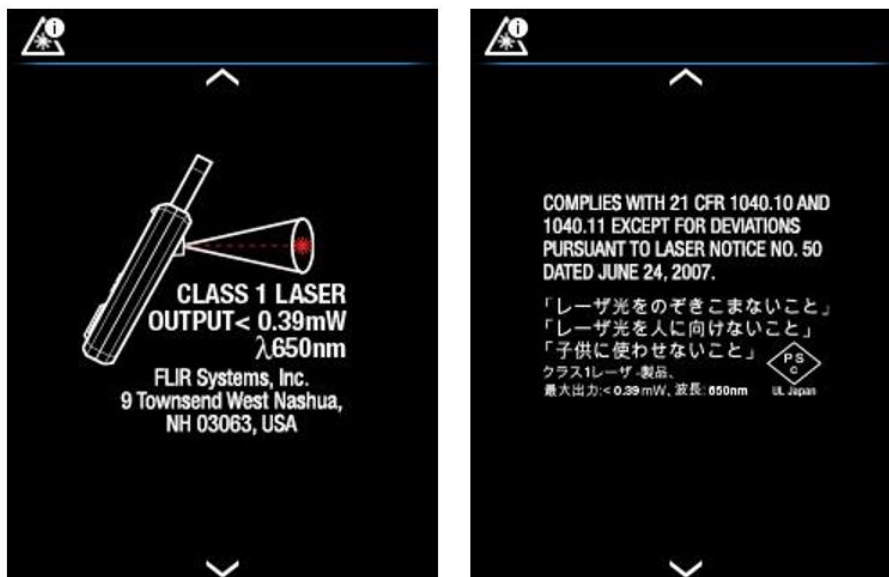 CLASS 1 LASER
OUTPUT< 0.39mW
λ650nm
FLIR Systems, Inc.
9 Townsend West Nashua,
NH 03063, USA
COMPLIES WITH 21 CFR 1040.10 AND
1040.11 EXCEPT FOR DEVIATIONS
PURSUANT TO LASER NOTICE NO. 50
DATED JUNE 24, 2007.
「レーザ光をのぞきこまないこと」
「レーザ光を人に向けないこと」
「子供に使わせないこと」
クラス1レーザ-製品、
最大出力:< 0.39 mW、波長: 650nm
PS
C
UL Japan